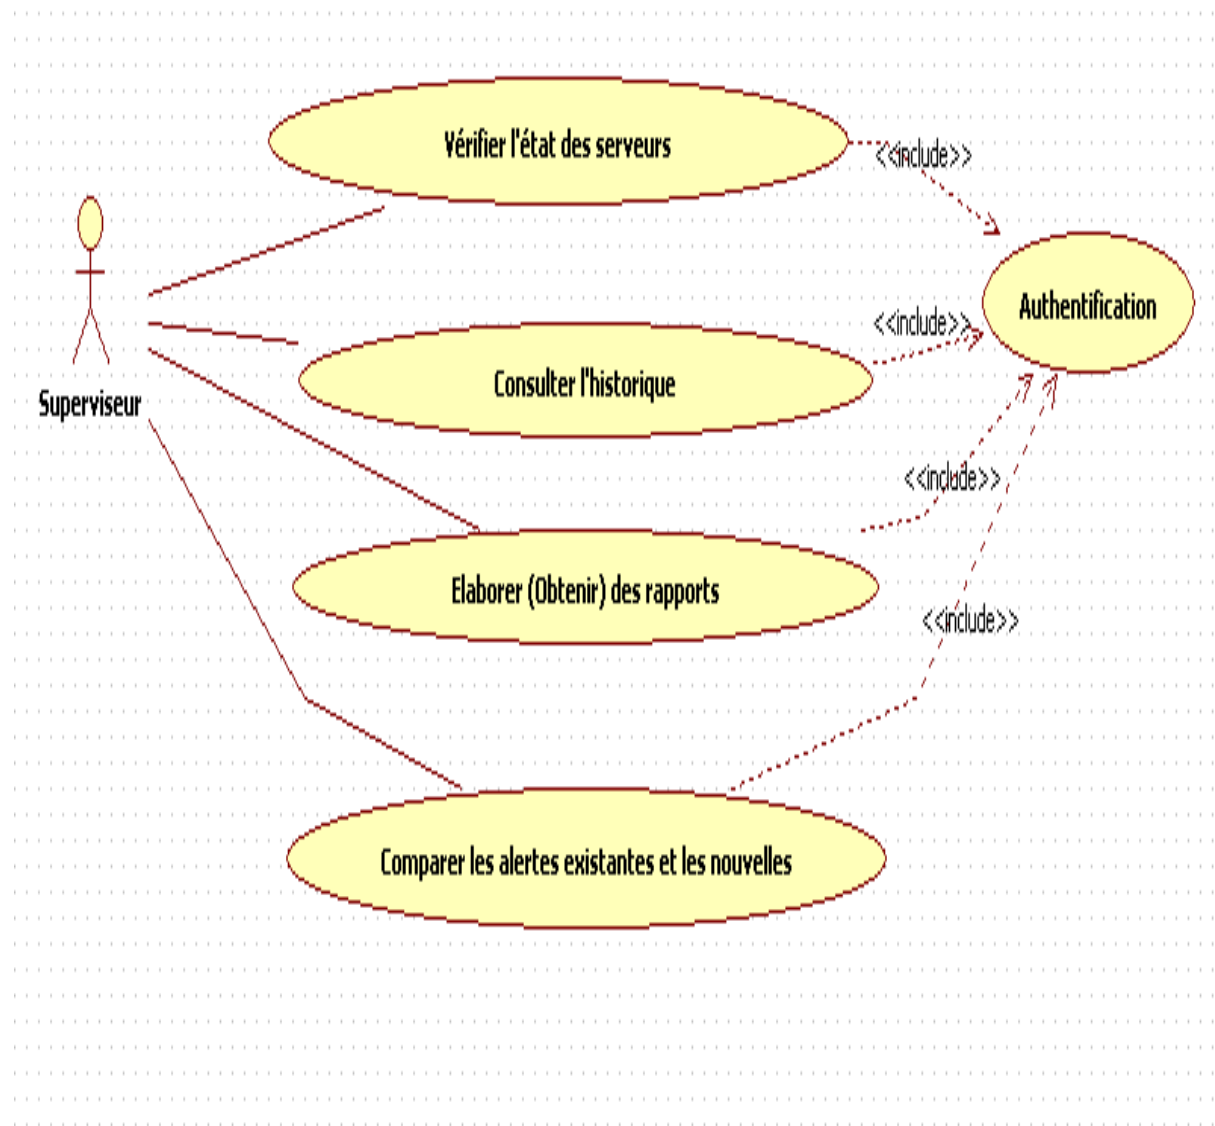 Vérifier l'état des serveurs
<<include>>
Authentification
<<include>>
Consulter l'historique
Superviseur
<<include>>
Elaborer (Obtenir) des rapports
<<include>>
Comparer les alertes existantes et les nouvelles